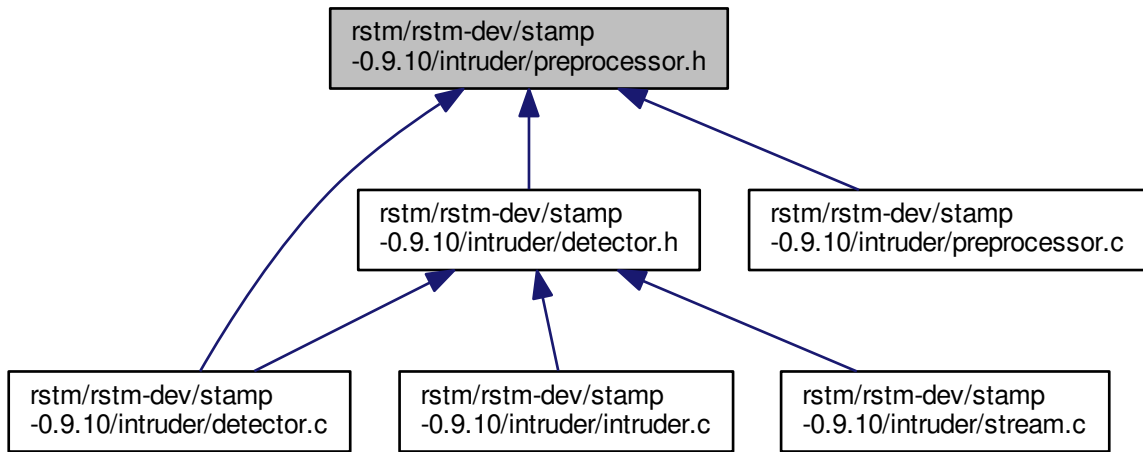 rstm/rstm-dev/stamp
-0.9.10/intruder/preprocessor.h
rstm/rstm-dev/stamp
-0.9.10/intruder/detector.h
rstm/rstm-dev/stamp
-0.9.10/intruder/preprocessor.c
rstm/rstm-dev/stamp
-0.9.10/intruder/detector.c
rstm/rstm-dev/stamp
-0.9.10/intruder/intruder.c
rstm/rstm-dev/stamp
-0.9.10/intruder/stream.c